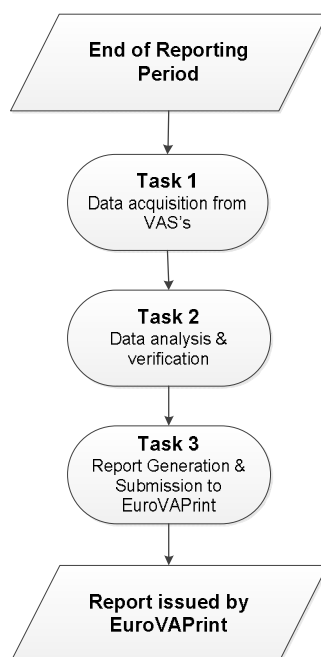 End of Reporting
Period
Task 1
Data acquisition from
VAS's
Task 2
Data analysis &
verification
Task 3
Report Generation &
Submission to
EuroVAPrint
Report issued by
EuroVAPrint